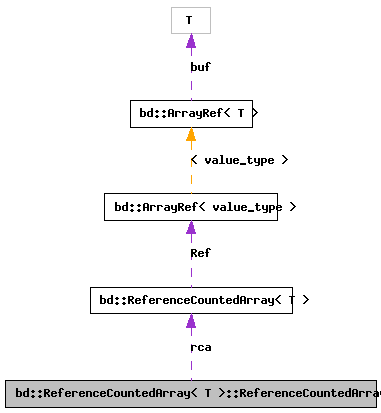 T
buf
bd::ArrayRef< T >
< value_type >
bd::ArrayRef< value_type >
Ref
bd::ReferenceCountedArray< T >
rca
bd::ReferenceCountedArray< T >::ReferenceCountedArra